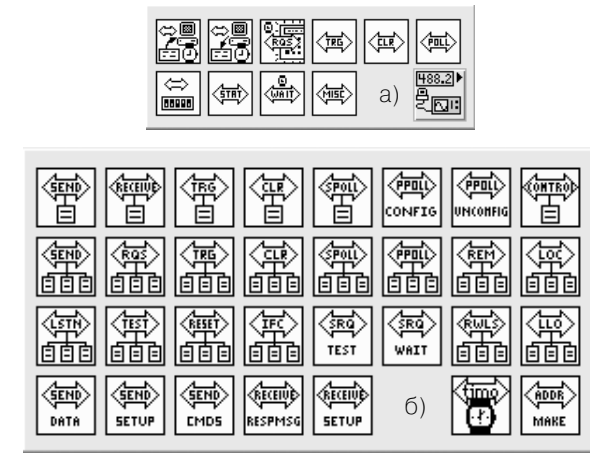 RQS TRG CLR POLL
STAT WAIT MISC а) 488.2
SEND RECEIVE TRG CLR SPOLL PPOLL PPOLL CONTROL
CONFIG UNCONFIG
SEND RQS TRG CLR SPOLL PPOLL REM LOC
LSTN TEST RESET IFC SRQ SRQ RWLS LLO
TEST WAIT
SEND SEND SEND RECEIVE RECEIVE б) time ADDR
DATA SETUP CMDS RESPMSG SETUP MAKE